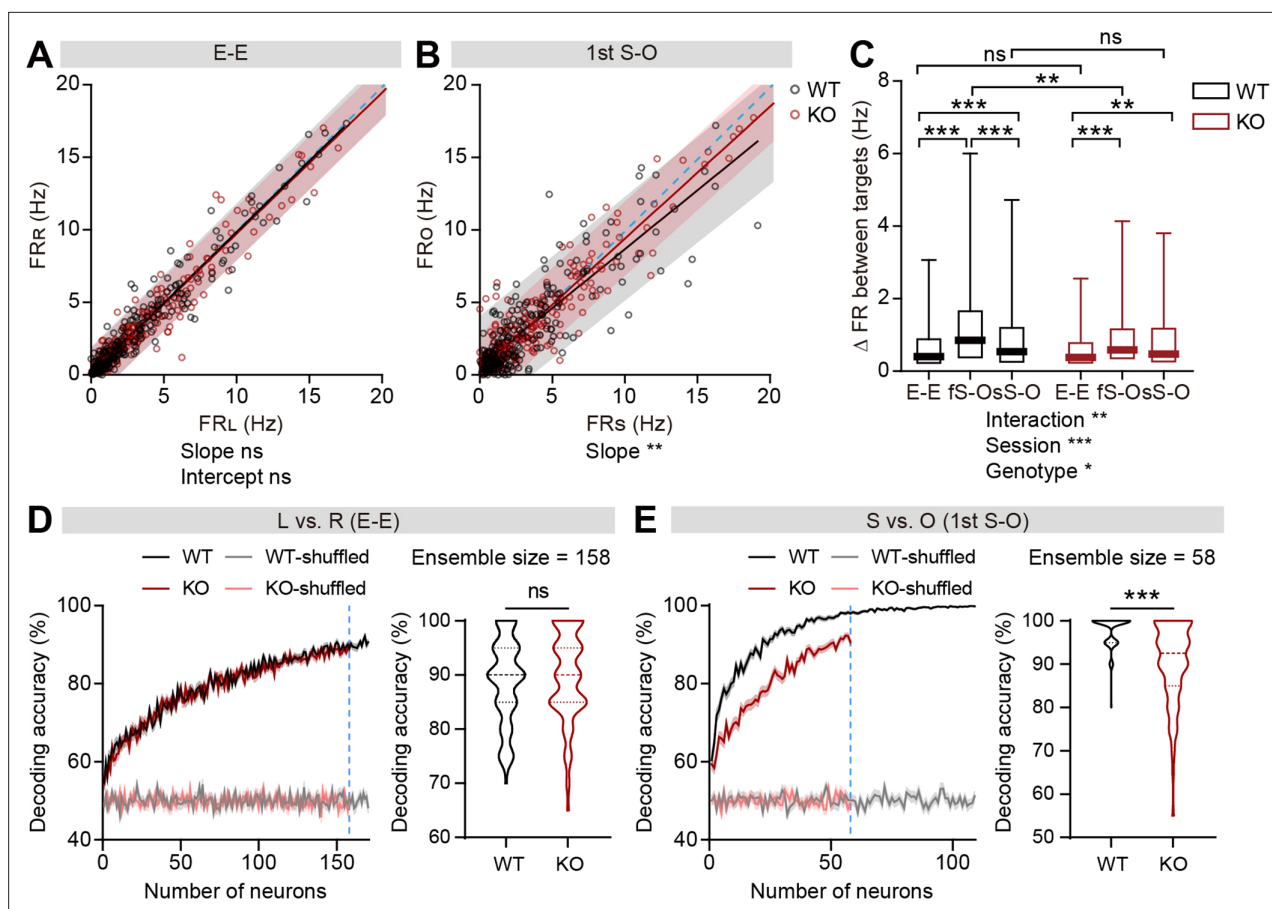 A
E-E
20
15
10
5
0
FRR (Hz)
0
5
10
15
20
FRL (Hz)
Slope ns
Intercept ns
B
1st S-O
WT
KO
20
15
10
5
0
FRO (Hz)
0
5
10
15
20
FRS (Hz)
Slope **
C
ns
ns
**
***
**
***
***
***
WT
KO
8
6
4
2
0
Δ FR between targets (Hz)
E-E fS-O sS-O
E-E fS-O sS-O
Interaction **
Session ***
Genotype *
D
L vs. R (E-E)
WT
WT-shuffled
KO
KO-shuffled
100
80
60
40
Decoding accuracy (%)
0
50
100
150
Number of neurons
Ensemble size = 158
ns
100
90
80
70
60
Decoding accuracy (%)
WT
KO
E
S vs. O (1st S-O)
WT
WT-shuffled
KO
KO-shuffled
100
80
60
40
Decoding accuracy (%)
0
50
100
Number of neurons
Ensemble size = 58
***
100
90
80
70
60
50
Decoding accuracy (%)
WT
KO